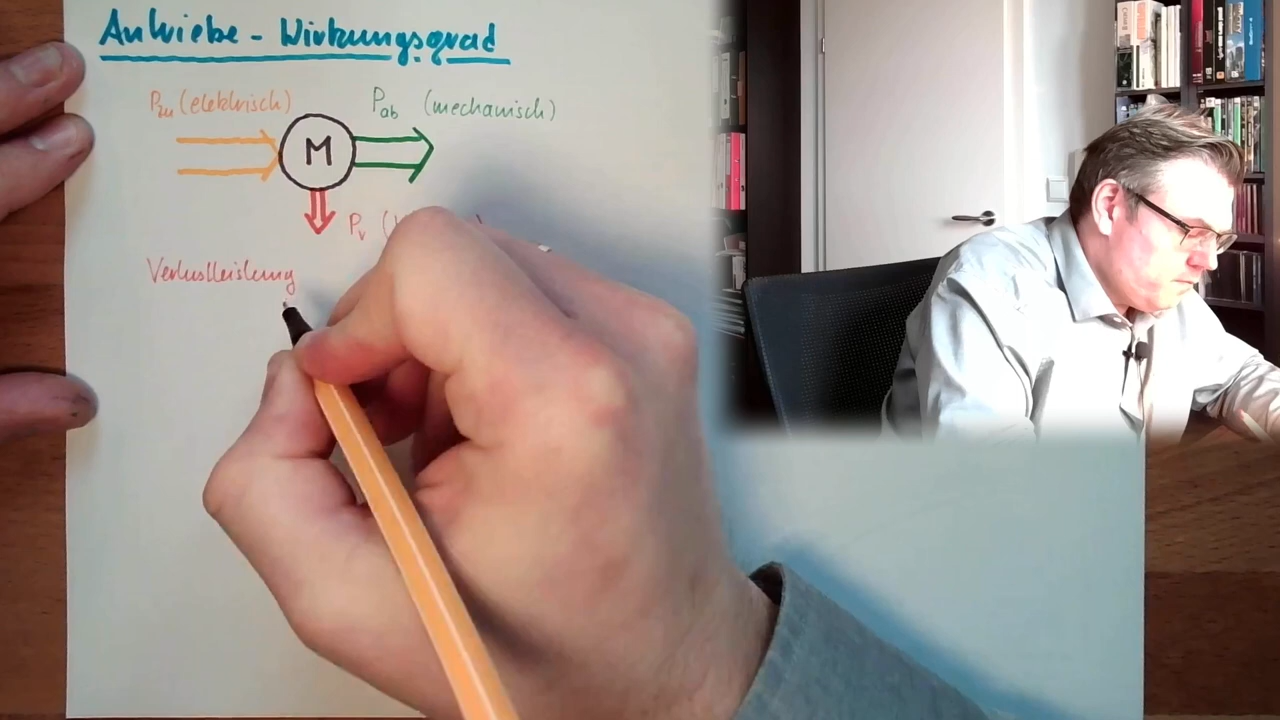 Antriebe - Wirkungsgrad
Pzu (elektrisch)
Pab (mechanisch)
M
Pv (
Verlustleistung